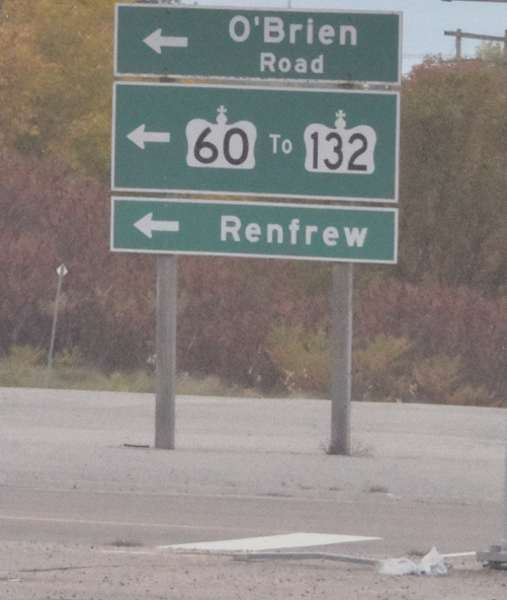 O'Brien
Road
60 To 132
Renfrew